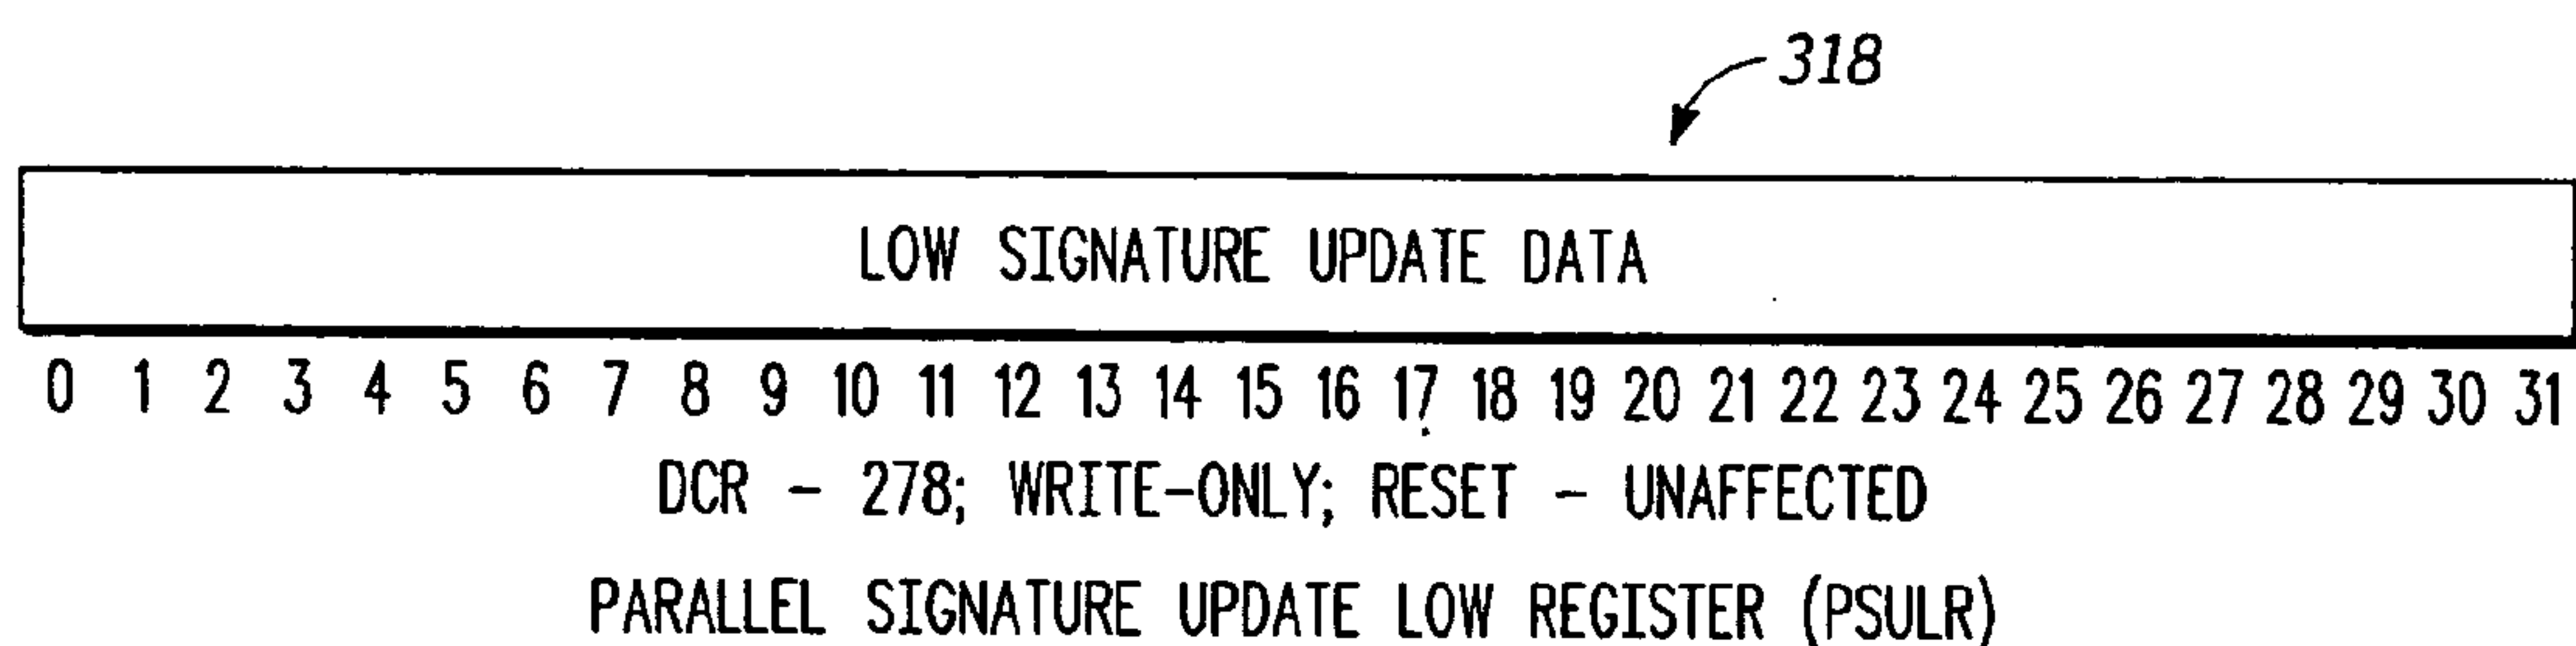 318
LOW SIGNATURE UPDATE DATA
0 1 2 3 4 5 6 7 8 9 10 11 12 13 14 15 16 17 18 19 20 21 22 23 24 25 26 27 28 29 30 31
DCR - 278; WRITE-ONLY; RESET - UNAFFECTED
PARALLEL SIGNATURE UPDATE LOW REGISTER (PSULR)